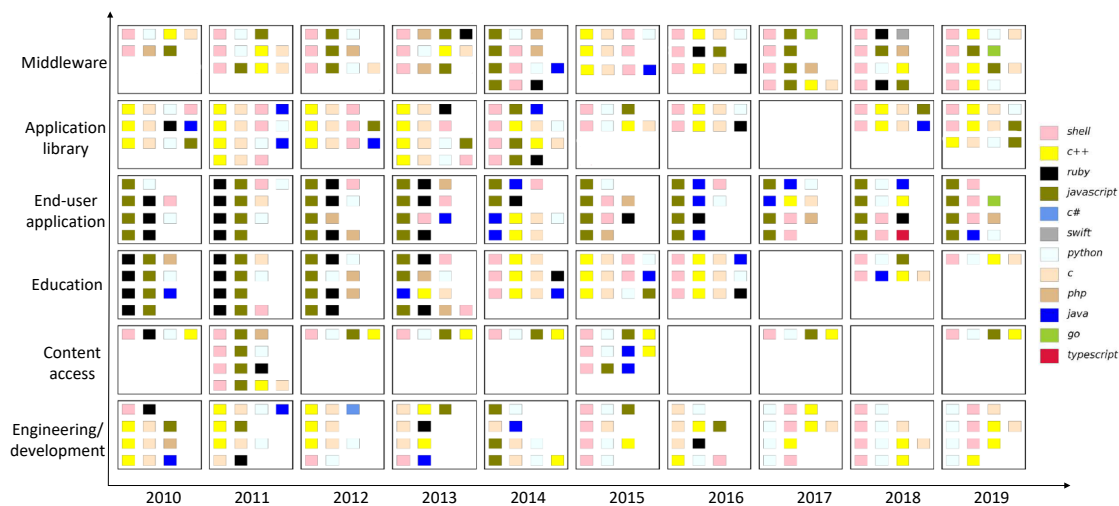 Middleware
Application
library
End-user
application
Education
Content
access
Engineering/
development
shell
c++
ruby
javascript
c#
swift
python
c
php
java
go
typescript
2010 2011 2012 2013 2014 2015 2016 2017 2018 2019